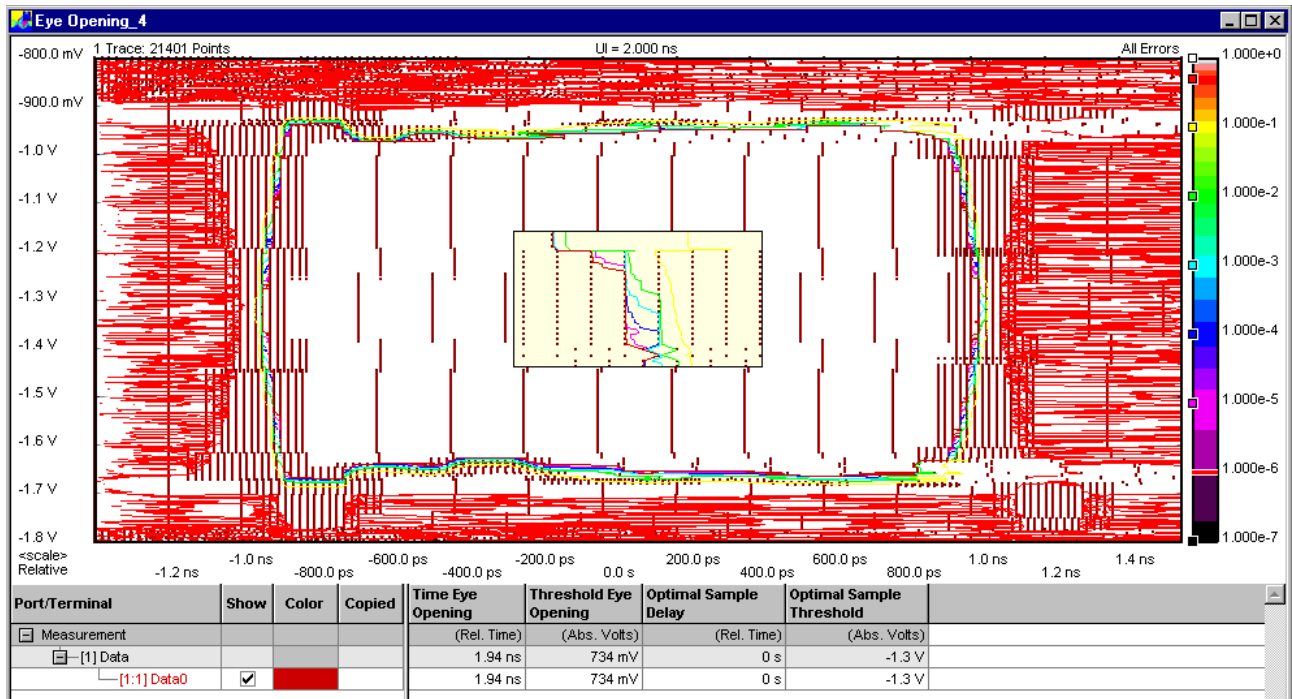 Eye Opening_4
1 Trace: 21401 Points UI = 2.000 ns All Errors
-800.0 mV
-900.0 mV
-1.0 V
-1.1 V
-1.2 V
-1.3 V
-1.4 V
-1.5 V
-1.6 V
-1.7 V
-1.8 V
1.000e+0
1.000e-1
1.000e-2
1.000e-3
1.000e-4
1.000e-5
1.000e-6
1.000e-7
<scale>
Relative
-1.2 ns -1.0 ns -800.0 ps -600.0 ps -400.0 ps -200.0 ps 0.0 s 200.0 ps 400.0 ps 600.0 ps 800.0 ps 1.0 ns 1.2 ns 1.4 ns
Port/Terminal Show Color Copied Time Eye Opening Threshold Eye Opening Optimal Sample Delay Optimal Sample Threshold
Measurement (Rel. Time) (Abs. Volts) (Rel. Time) (Abs. Volts)
[1] Data 1.94 ns 734 mV 0 s -1.3 V
[1:1] Data0 1.94 ns 734 mV 0 s -1.3 V